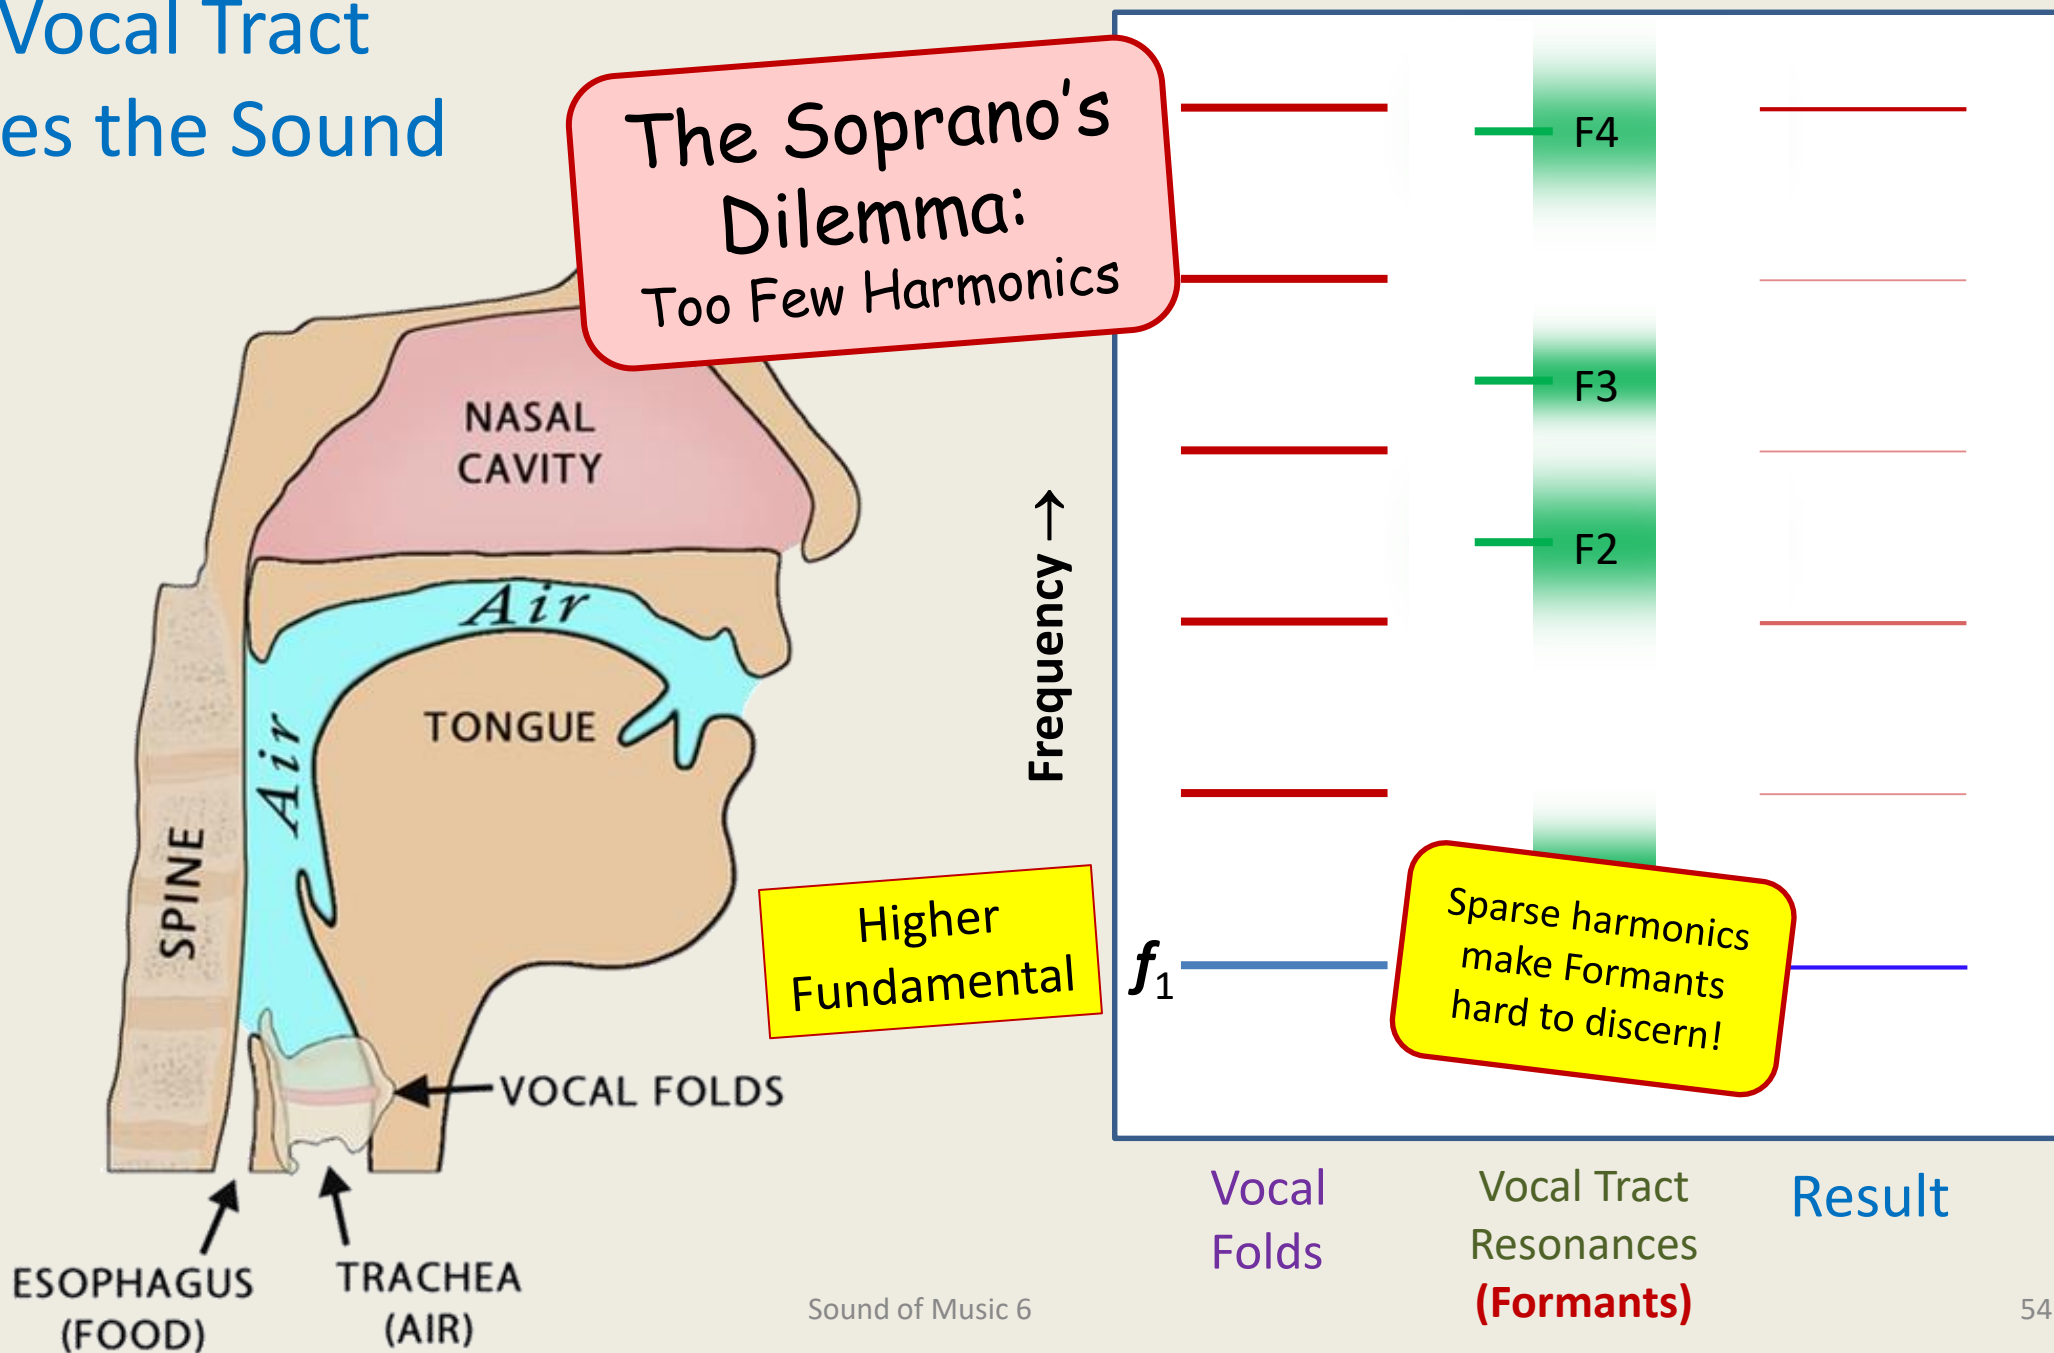 Vocal Tract
es the Sound
The Soprano's
Dilemma:
Too Few Harmonics
NASAL
CAVITY
Air
TONGUE
Air
SPINE
VOCAL FOLDS
ESOPHAGUS
(FOOD)
TRACHEA
(AIR)
Higher
Fundamental
Frequency →
f₁
F4
F3
F2
Sparse harmonics
make Formants
hard to discern!
Vocal
Folds
Vocal Tract
Resonances
(Formants)
Result
Sound of Music 6
54